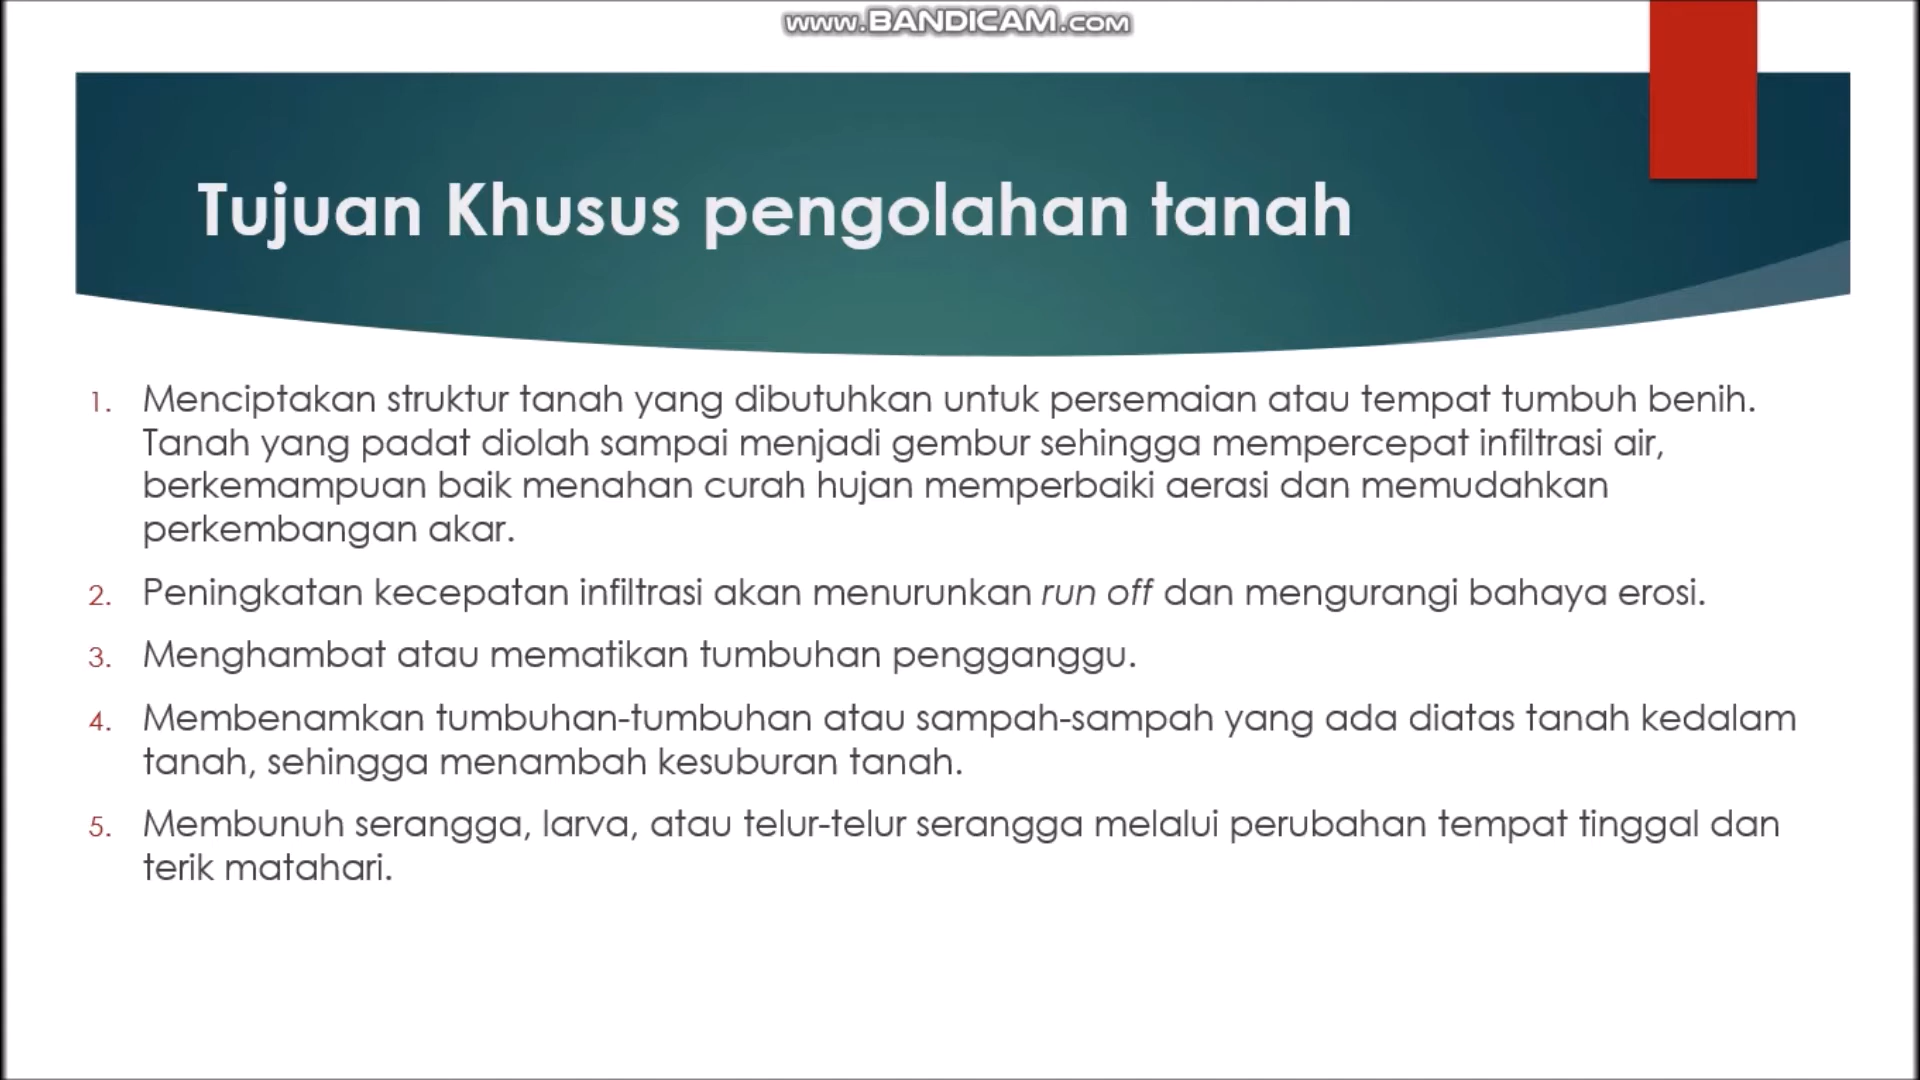 www.BANDICAM.com
Tujuan Khusus pengolahan tanah
1. Menciptakan struktur tanah yang dibutuhkan untuk persemaian atau tempat tumbuh benih.
Tanah yang padat diolah sampai menjadi gembur sehingga mempercepat infiltrasi air,
berkemampuan baik menahan curah hujan memperbaiki aerasi dan memudahkan
perkembangan akar.
2. Peningkatan kecepatan infiltrasi akan menurunkan run off dan mengurangi bahaya erosi.
3. Menghambat atau mematikan tumbuhan pengganggu.
4. Membenamkan tumbuhan-tumbuhan atau sampah-sampah yang ada diatas tanah kedalam
tanah, sehingga menambah kesuburan tanah.
5. Membunuh serangga, larva, atau telur-telur serangga melalui perubahan tempat tinggal dan
terik matahari.